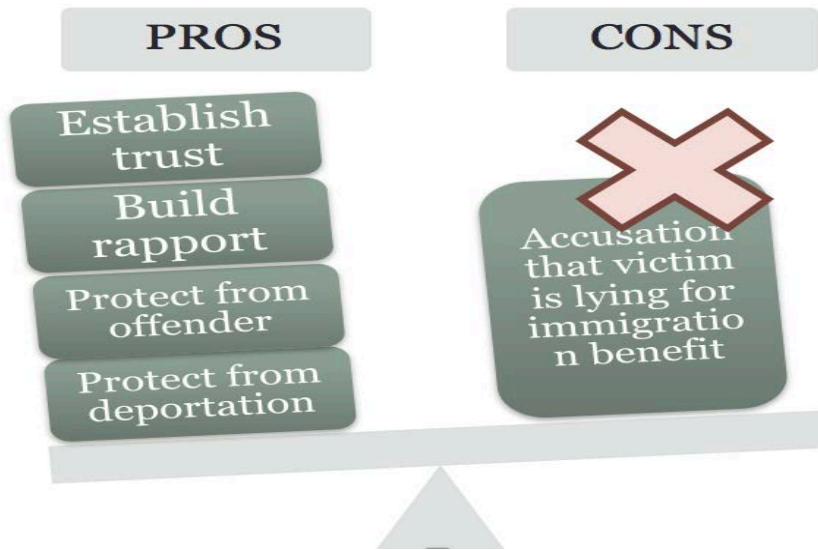 PROS
CONS
Establish
trust
Build
rapport
Protect from
offender
Protect from
deportation
Accusation
that victim
is lying for
immigratio
n benefit